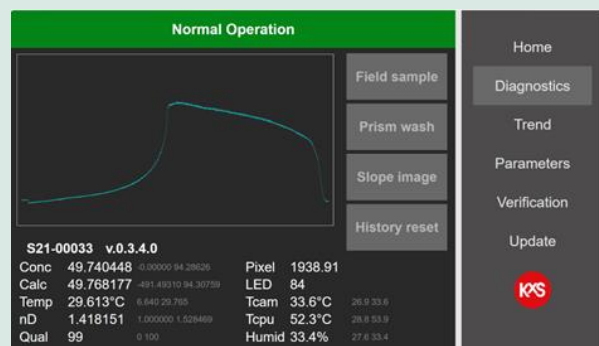 Normal Operation
Field sample
Prism wash
Slope image
History reset
S21-00033 v.0.3.4.0
Conc 49.740448 -0.00000 94.28626 Pixel 1938.91
Calc 49.768177 -491.49310 94.30759 LED 84
Temp 29.613°C 6.640 29.765 Tcam 33.6°C 26.9 33.6
nD 1.418151 1.000000 1.528469 Tcpu 52.3°C 28.8 53.9
Qual 99 0 100 Humid 33.4% 27.6 33.4
Home
Diagnostics
Trend
Parameters
Verification
Update
KXS